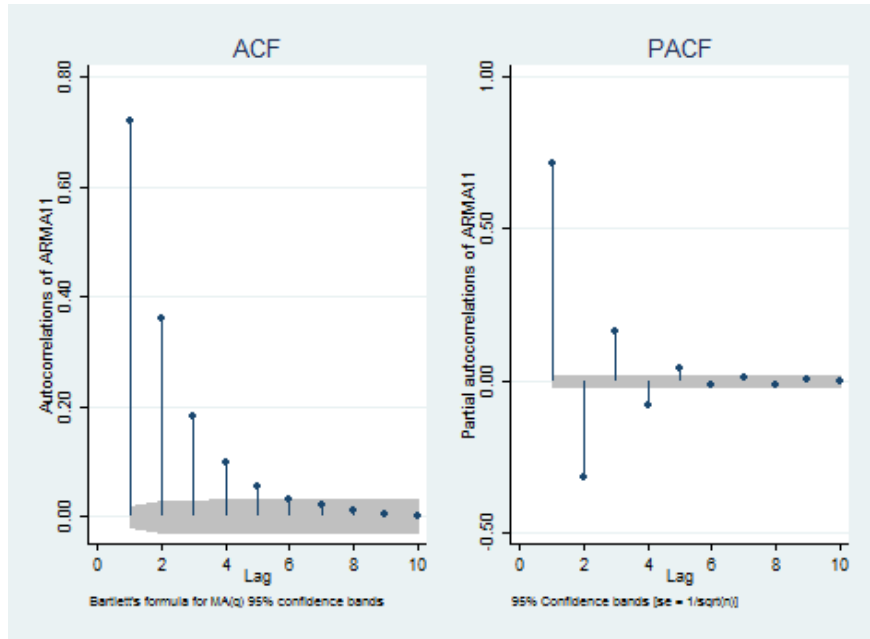 ACF
Autocorrelations of ARMA11
0.80
0.60
0.40
0.20
0.00
0 2 4 6 8 10
Lag
Bartlett's formula for MA(q) 95% confidence bands
PACF
Partial autocorrelations of ARMA11
1.00
0.50
0.00
-0.50
0 2 4 6 8 10
Lag
95% Confidence bands [se = 1/sqrt(n)]